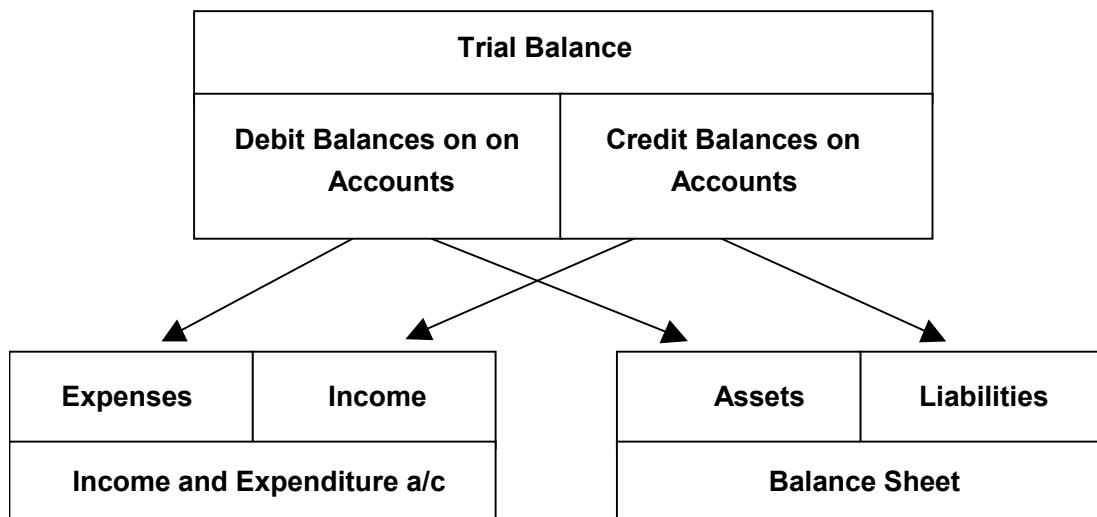 Trial Balance
Debit Balances on on
Accounts
Credit Balances on
Accounts
Expenses
Income
Assets
Liabilities
Income and Expenditure a/c
Balance Sheet